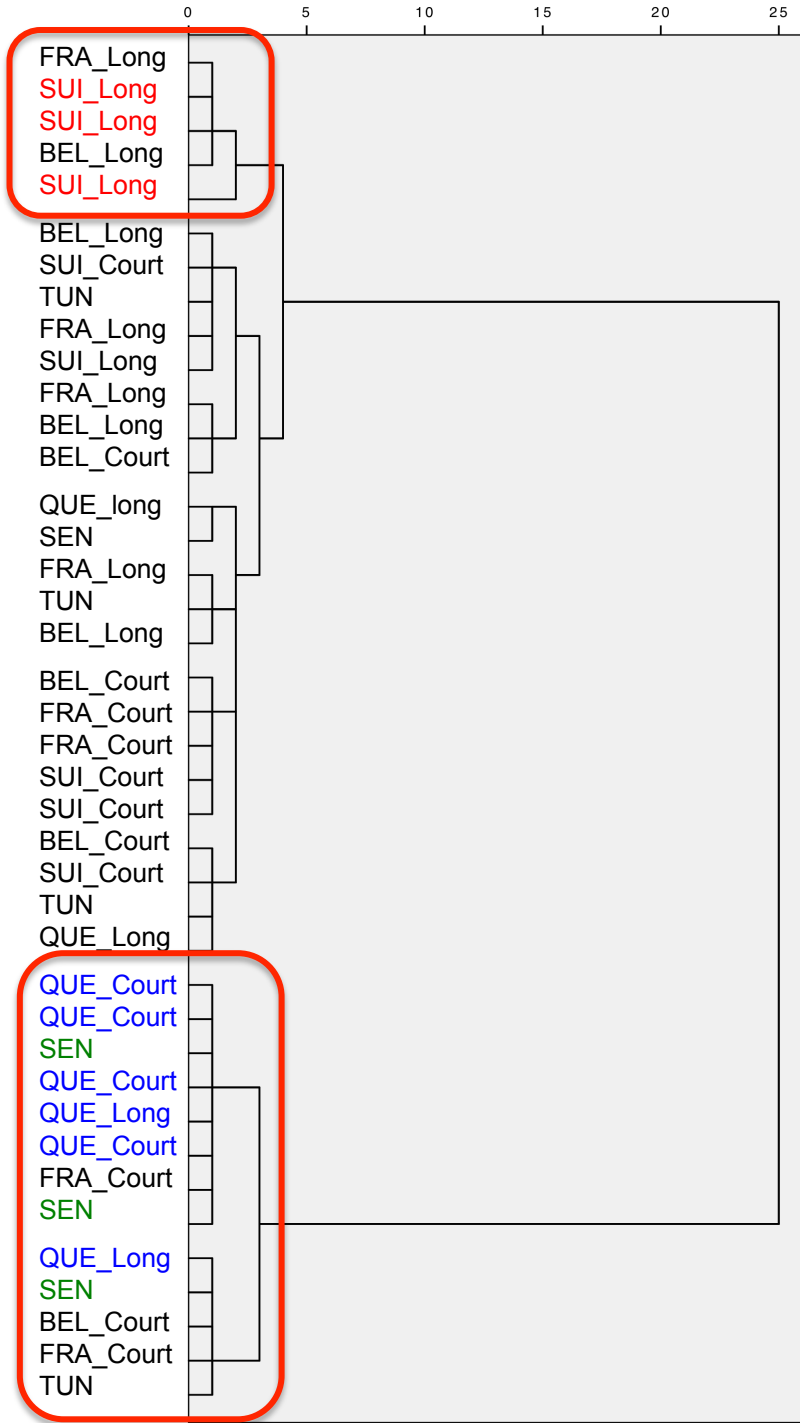 0 5 10 15 20 25
FRA_Long
SUI_Long
SUI_Long
BEL_Long
SUI_Long
BEL_Long
SUI_Court
TUN
FRA_Long
SUI_Long
FRA_Long
BEL_Long
BEL_Court
QUE_long
SEN
FRA_Long
TUN
BEL_Long
BEL_Court
FRA_Court
FRA_Court
SUI_Court
SUI_Court
BEL_Court
SUI_Court
TUN
QUE_Long
QUE_Court
QUE_Court
SEN
QUE_Court
QUE_Long
QUE_Court
FRA_Court
SEN
QUE_Long
SEN
BEL_Court
FRA_Court
TUN